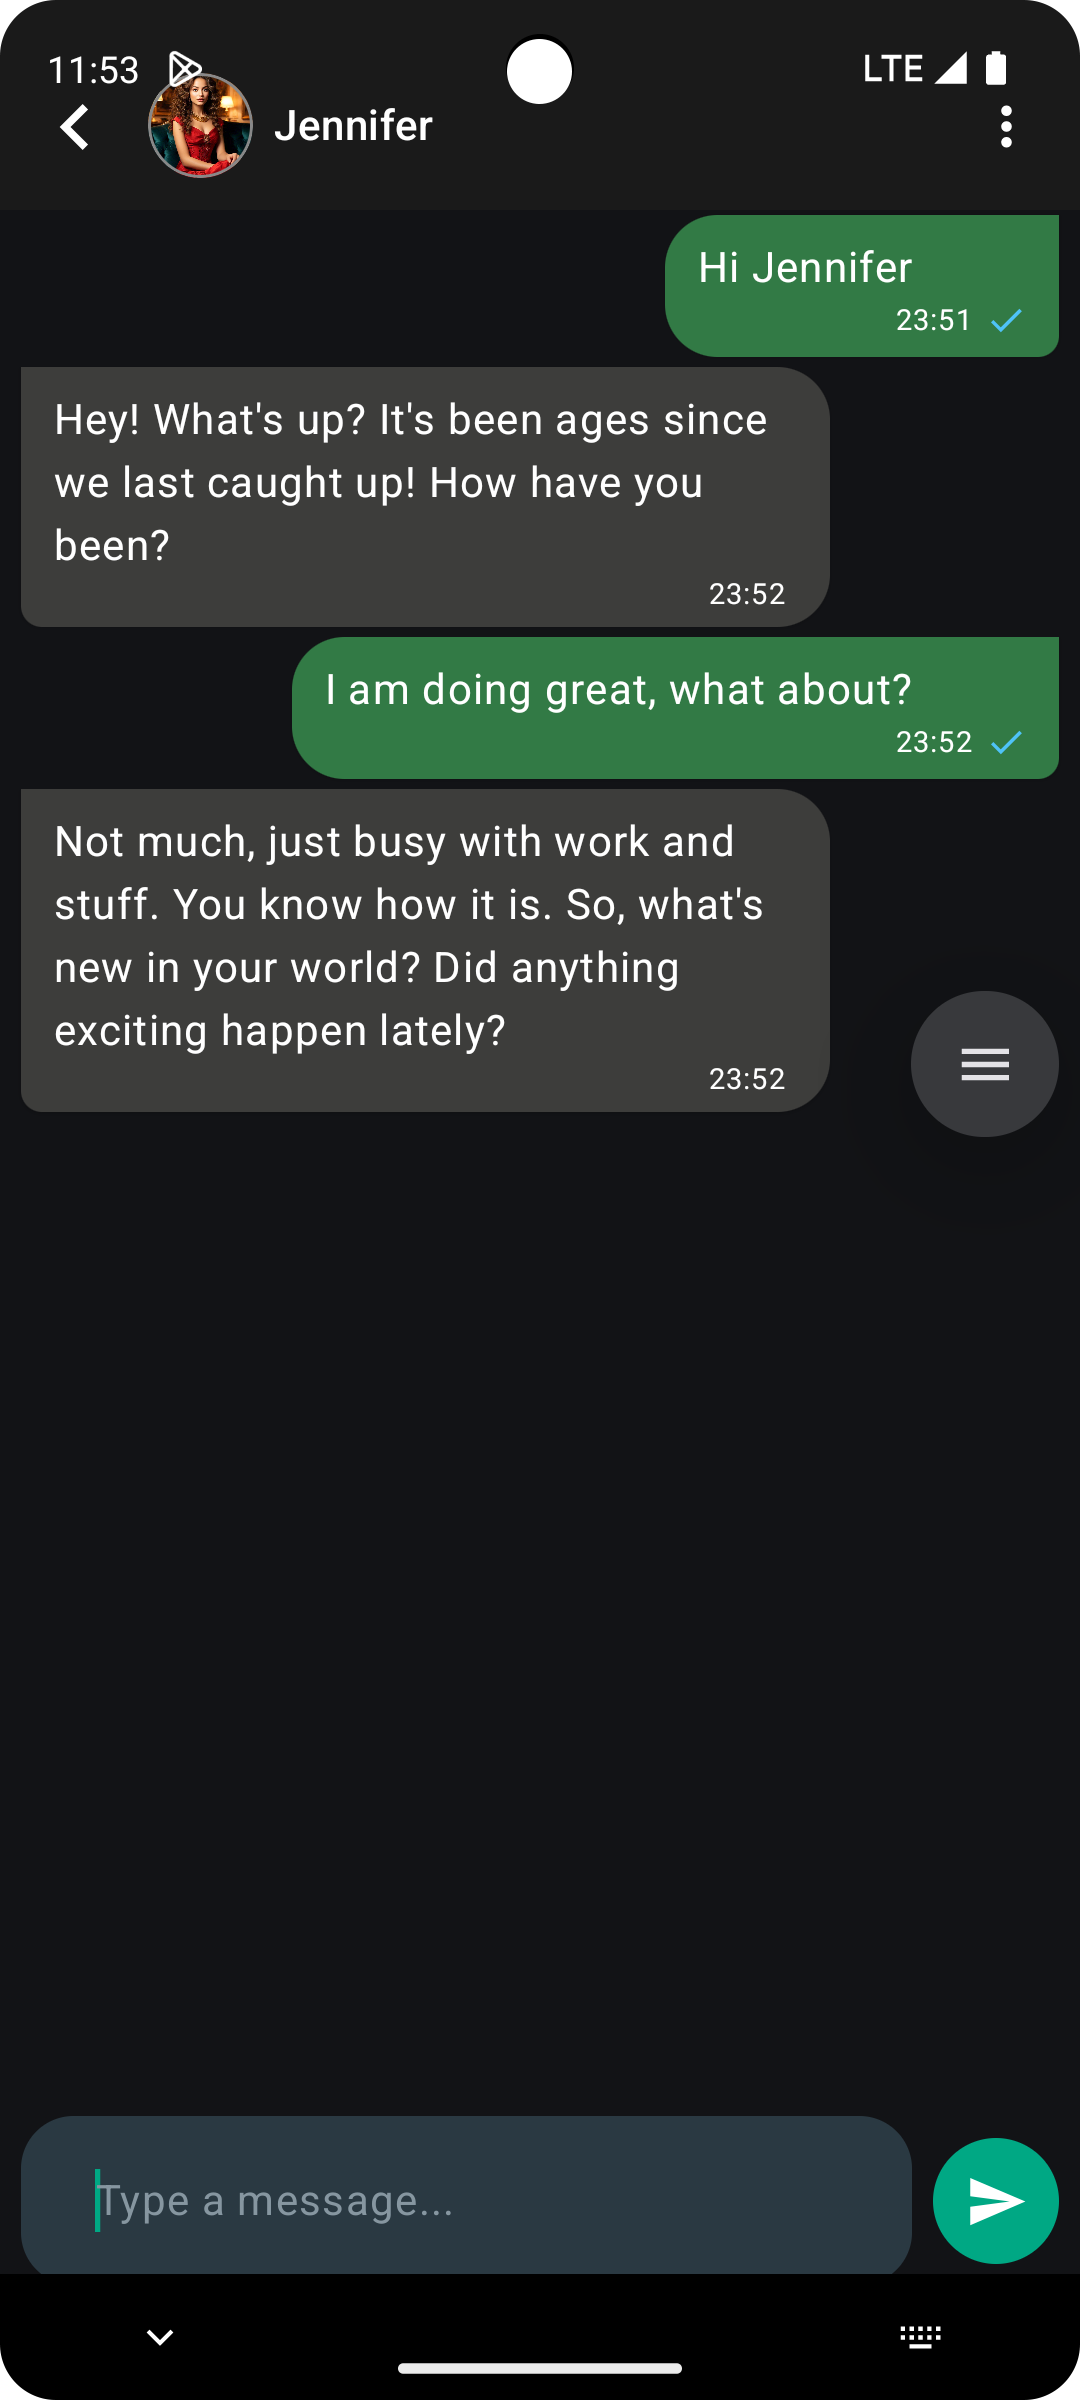 11:53
LTE
Jennifer
Hi Jennifer
23:51
Hey! What's up? It's been ages since
we last caught up! How have you
been?
23:52
I am doing great, what about?
23:52
Not much, just busy with work and
stuff. You know how it is. So, what's
new in your world? Did anything
exciting happen lately?
23:52
Type a message...